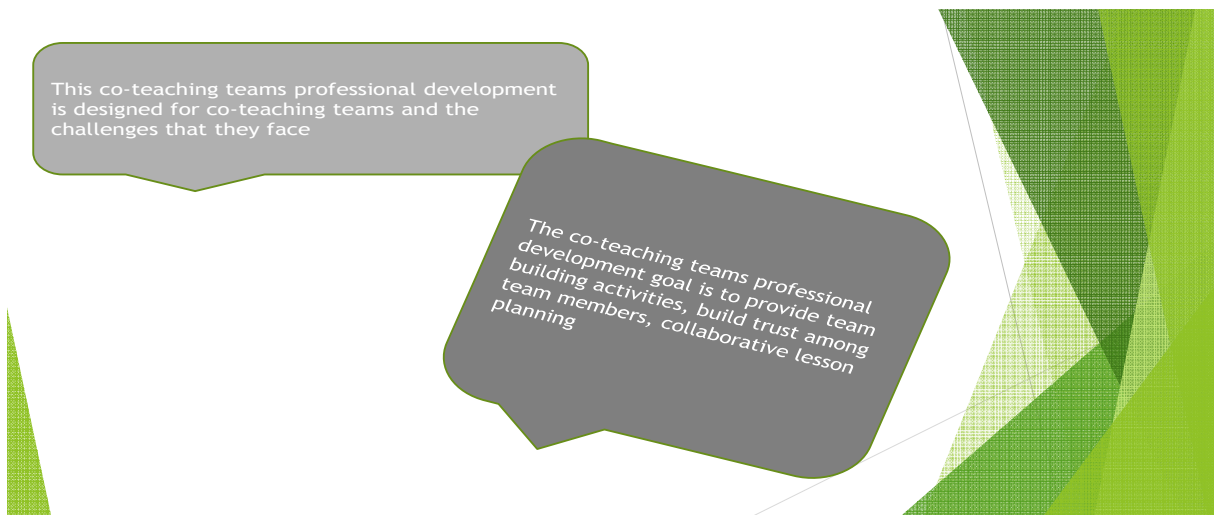 This co-teaching teams professional development
is designed for co-teaching teams and the
challenges that they face
The co-teaching teams professional
development goal is to provide team
building activities, build trust among
team members, collaborative lesson
planning